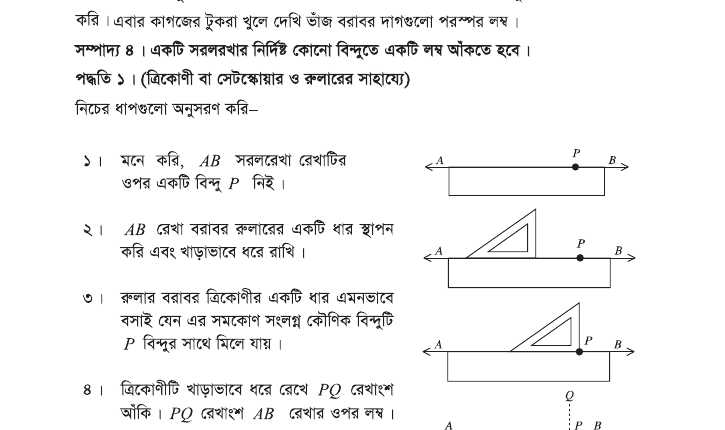 করি । এবার কাগজের টুকরা খুলে দেখি ভাঁজ বরাবর দাগগুলো পরস্পর লম্ব ।
সম্পাদ্য ৪ । একটি সরলরখার নির্দিষ্ট কোনো বিন্দুতে একটি লম্ব আঁকতে হবে ।
পদ্ধতি ১ । (ত্রিকোণী বা সেটস্কোয়ার ও রুলারের সাহায্যে)
নিচের ধাপগুলো অনুসরণ করি–
১ । মনে করি, AB সরলরেখা রেখাটির
ওপর একটি বিন্দু P নিই ।
A P B
২ । AB রেখা বরাবর রুলারের একটি ধার স্থাপন
করি এবং খাড়াভাবে ধরে রাখি ।
A P B
৩ । রুলার বরাবর ত্রিকোণীর একটি ধার এমনভাবে
বসাই যেন এর সমকোণ সংলগ্ন কৌণিক বিন্দুটি
P বিন্দুর সাথে মিলে যায় ।
A P B
৪ । ত্রিকোণীটি খাড়াভাবে ধরে রেখে PQ রেখাংশ
আঁকি । PQ রেখাংশ AB রেখার ওপর লম্ব ।
Q
A P B